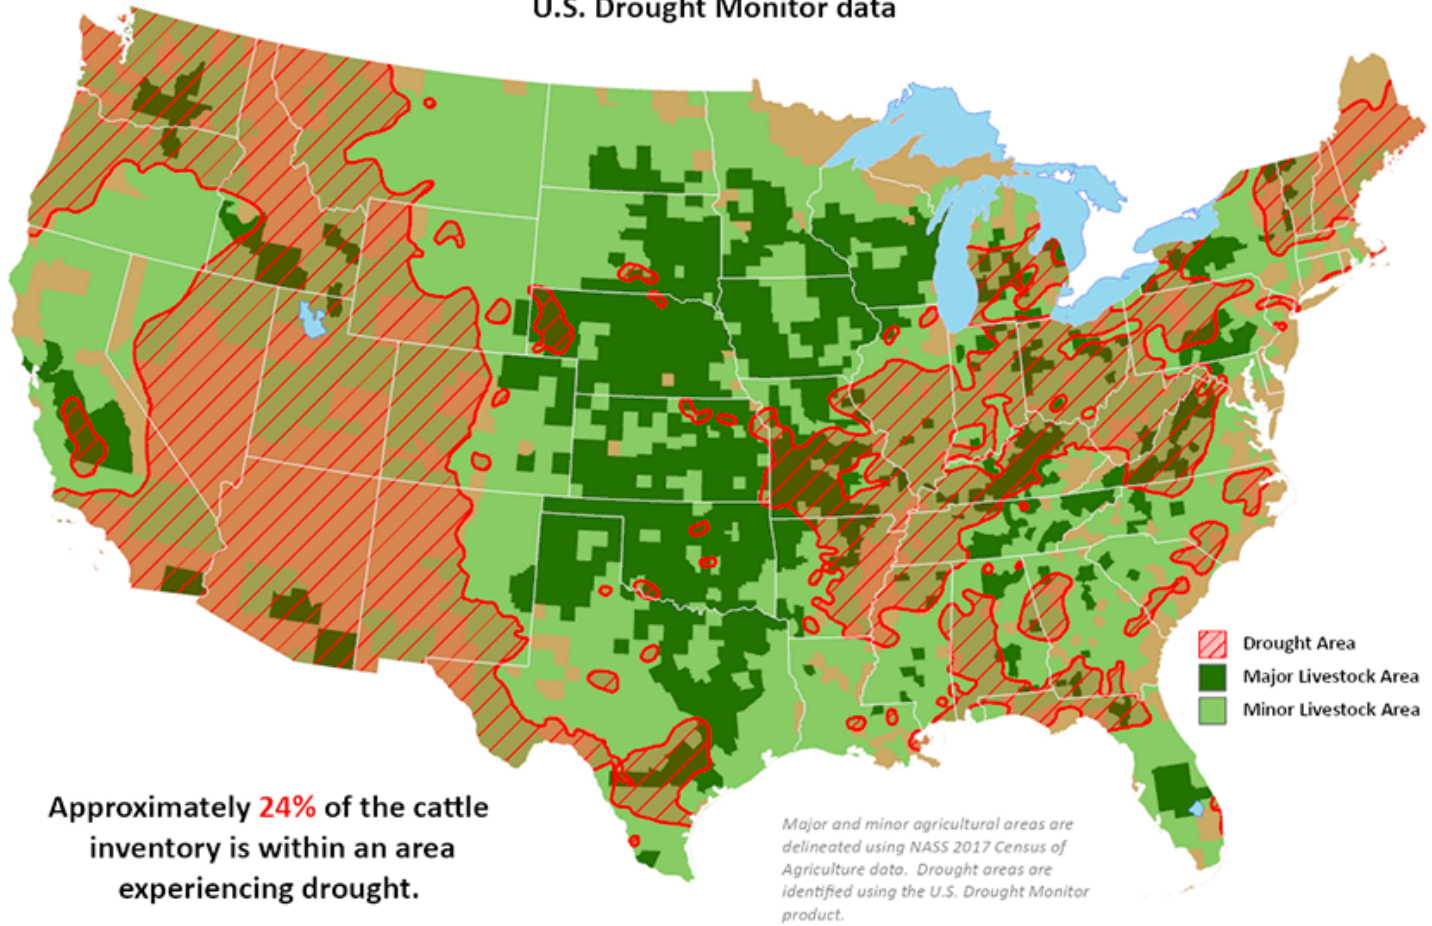 U.S. Drought Monitor data
Drought Area
Major Livestock Area
Minor Livestock Area
Approximately 24% of the cattle
inventory is within an area
experiencing drought.
Major and minor agricultural areas are
delineated using NASS 2017 Census of
Agriculture data.  Drought areas are
identified using the U.S. Drought Monitor
product.